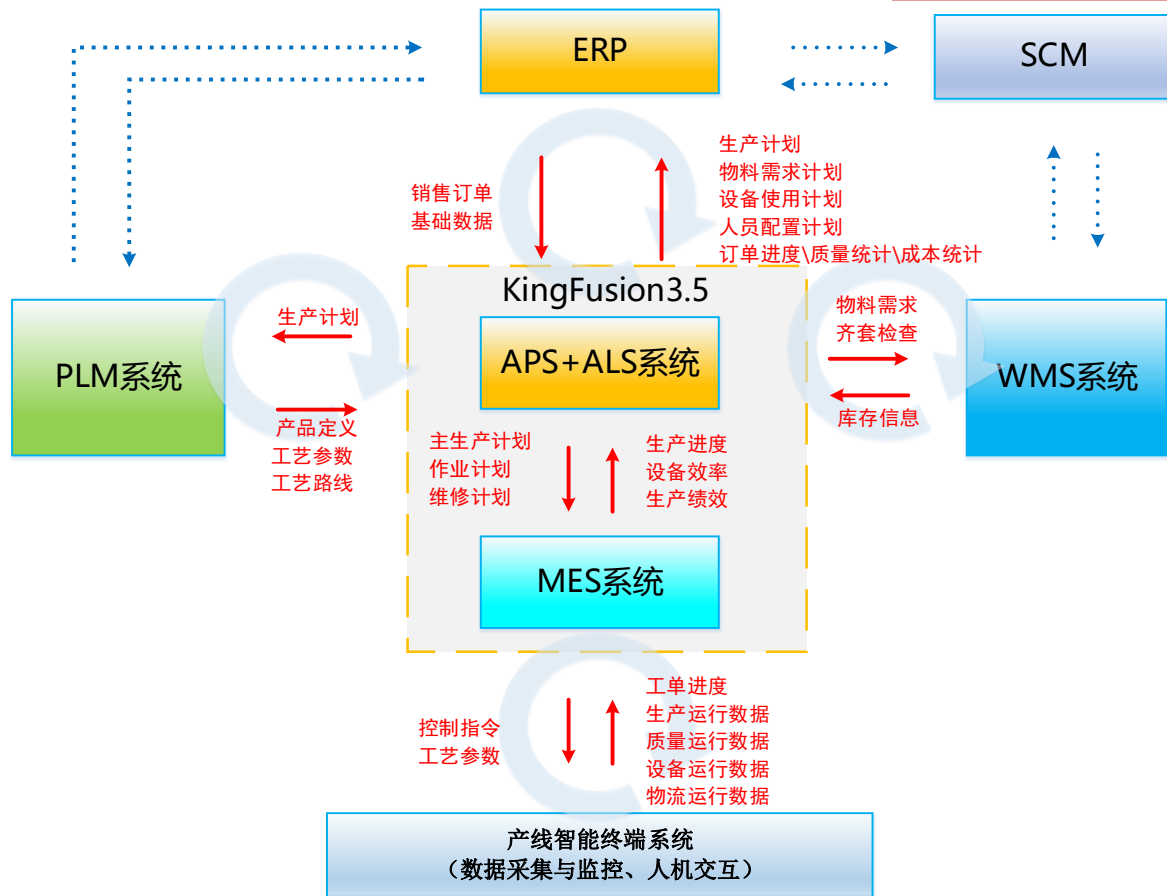 ERP
SCM
销售订单
基础数据
生产计划
物料需求计划
设备使用计划
人员配置计划
订单进度\质量统计\成本统计
KingFusion3.5
PLM系统
生产计划
产品定义
工艺参数
工艺路线
APS+ALS系统
物料需求
齐套检查
库存信息
WMS系统
主生产计划
作业计划
维修计划
生产进度
设备效率
生产绩效
MES系统
控制指令
工艺参数
工单进度
生产运行数据
质量运行数据
设备运行数据
物流运行数据
产线智能终端系统
（数据采集与监控、人机交互）